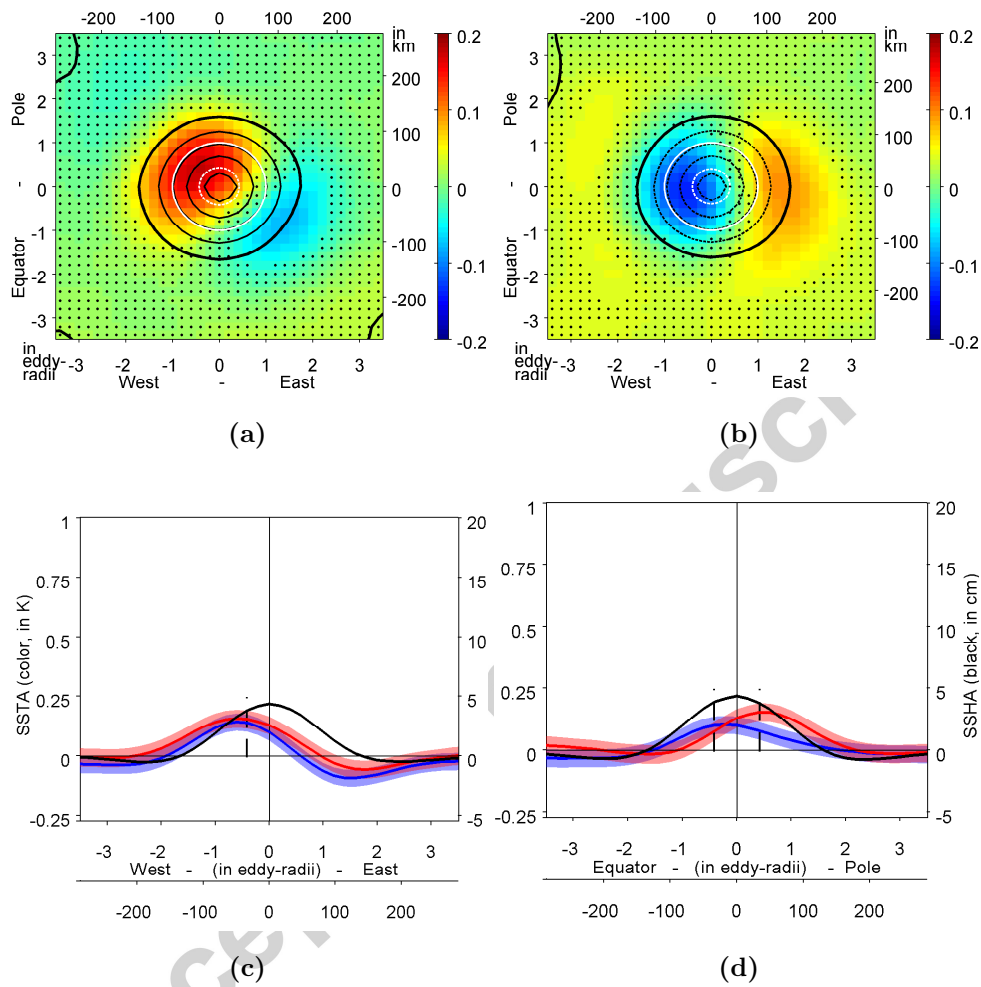 -200 -100 0 100 200
in km
0.2
0.1
0
-0.1
-0.2
200
100
0
-100
-200
3
2
1
0
-1
-2
-3
Equator - Pole
in eddy-radii
-3 -2 -1 0 1 2 3
West - East
(a)
-200 -100 0 100 200
in km
0.2
0.1
0
-0.1
-0.2
200
100
0
-100
-200
3
2
1
0
-1
-2
-3
Equator - Pole
in eddy-radii
-3 -2 -1 0 1 2 3
West - East
(b)
SSTA (color, in K)
1
0.75
0.5
0.25
0
-0.25
20
15
10
5
0
-5
-3 -2 -1 0 1 2 3
West - (in eddy-radii) - East
-200 -100 0 100 200
(c)
1
0.75
0.5
0.25
0
-0.25
20
15
10
5
0
-5
SSHA (black, in cm)
-3 -2 -1 0 1 2 3
Equator - (in eddy-radii) - Pole
-200 -100 0 100 200
(d)